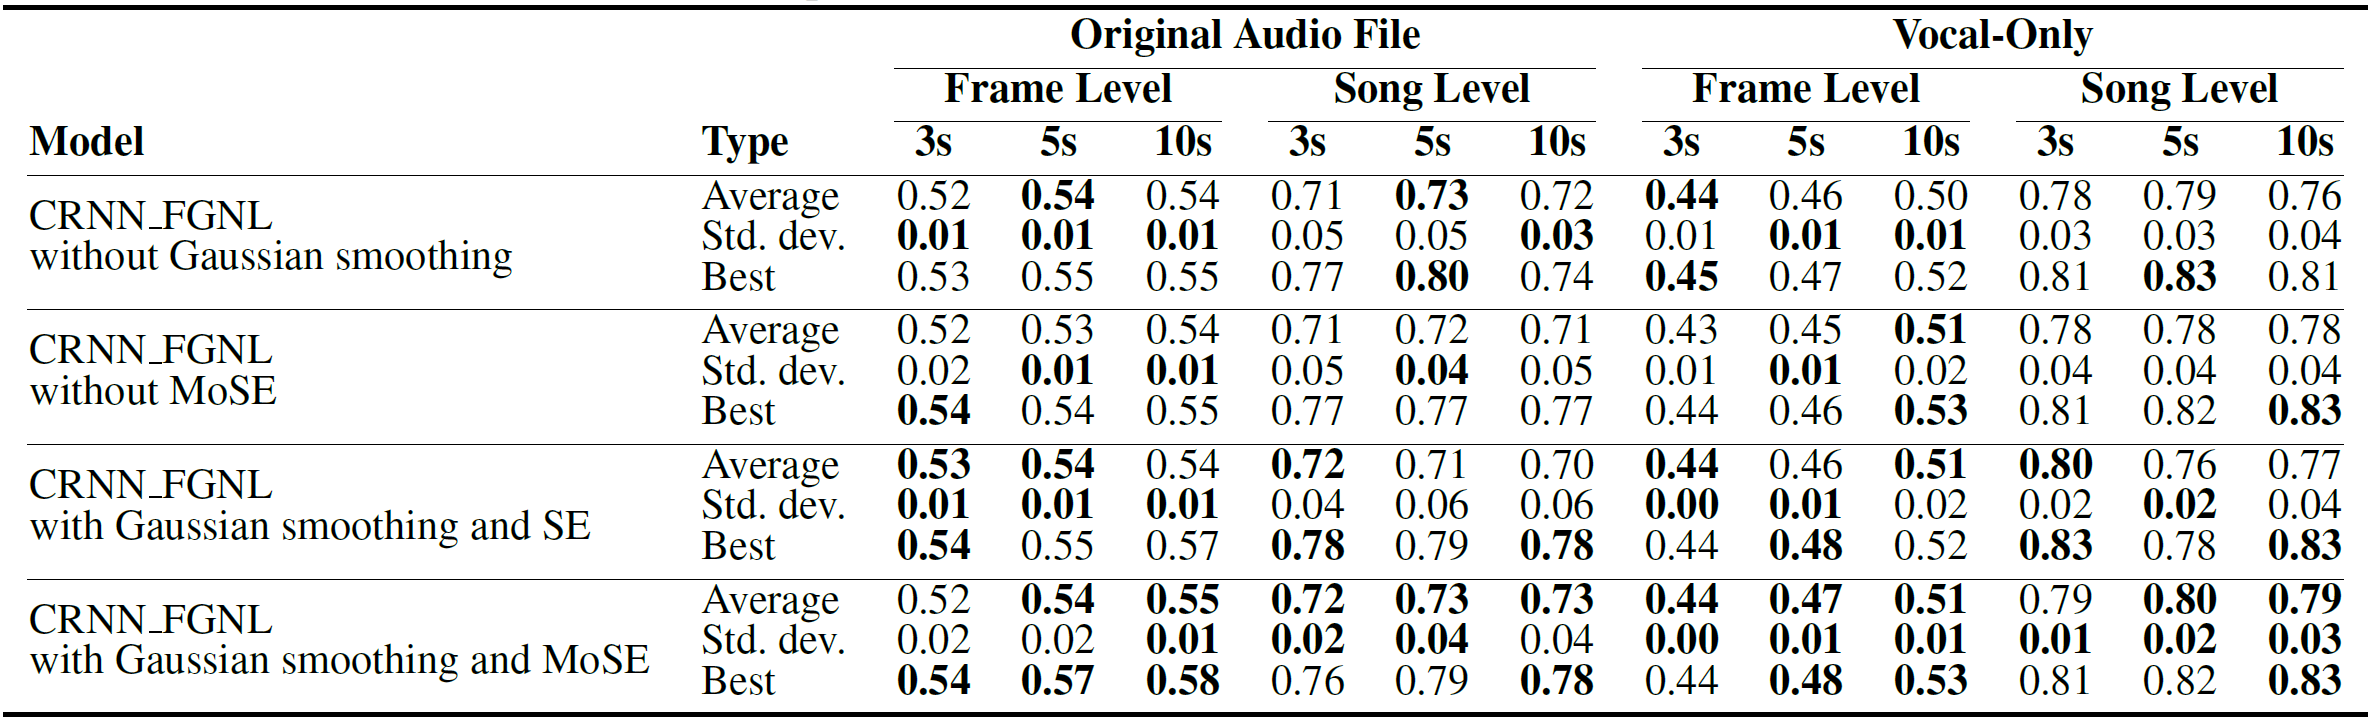 Original Audio File Vocal-Only
Frame Level Song Level Frame Level Song Level
Model Type 3s 5s 10s 3s 5s 10s 3s 5s 10s 3s 5s 10s
CRNN_FGNL
without Gaussian smoothing
Average 0.52 0.54 0.54 0.71 0.73 0.72 0.44 0.46 0.50 0.78 0.79 0.76
Std. dev. 0.01 0.01 0.01 0.05 0.05 0.03 0.01 0.01 0.01 0.03 0.03 0.04
Best 0.53 0.55 0.55 0.77 0.80 0.74 0.45 0.47 0.52 0.81 0.83 0.81
CRNN_FGNL
without MoSE
Average 0.52 0.53 0.54 0.71 0.72 0.71 0.43 0.45 0.51 0.78 0.78 0.78
Std. dev. 0.02 0.01 0.01 0.05 0.04 0.05 0.01 0.01 0.02 0.04 0.04 0.04
Best 0.54 0.54 0.55 0.77 0.77 0.77 0.44 0.46 0.53 0.81 0.82 0.83
CRNN_FGNL
with Gaussian smoothing and SE
Average 0.53 0.54 0.54 0.72 0.71 0.70 0.44 0.46 0.51 0.80 0.76 0.77
Std. dev. 0.01 0.01 0.01 0.04 0.06 0.06 0.00 0.01 0.02 0.02 0.02 0.04
Best 0.54 0.55 0.57 0.78 0.79 0.78 0.44 0.48 0.52 0.83 0.78 0.83
CRNN_FGNL
with Gaussian smoothing and MoSE
Average 0.52 0.54 0.55 0.72 0.73 0.73 0.44 0.47 0.51 0.79 0.80 0.79
Std. dev. 0.02 0.02 0.01 0.02 0.04 0.04 0.00 0.01 0.01 0.01 0.02 0.03
Best 0.54 0.57 0.58 0.76 0.79 0.78 0.44 0.48 0.53 0.81 0.82 0.83